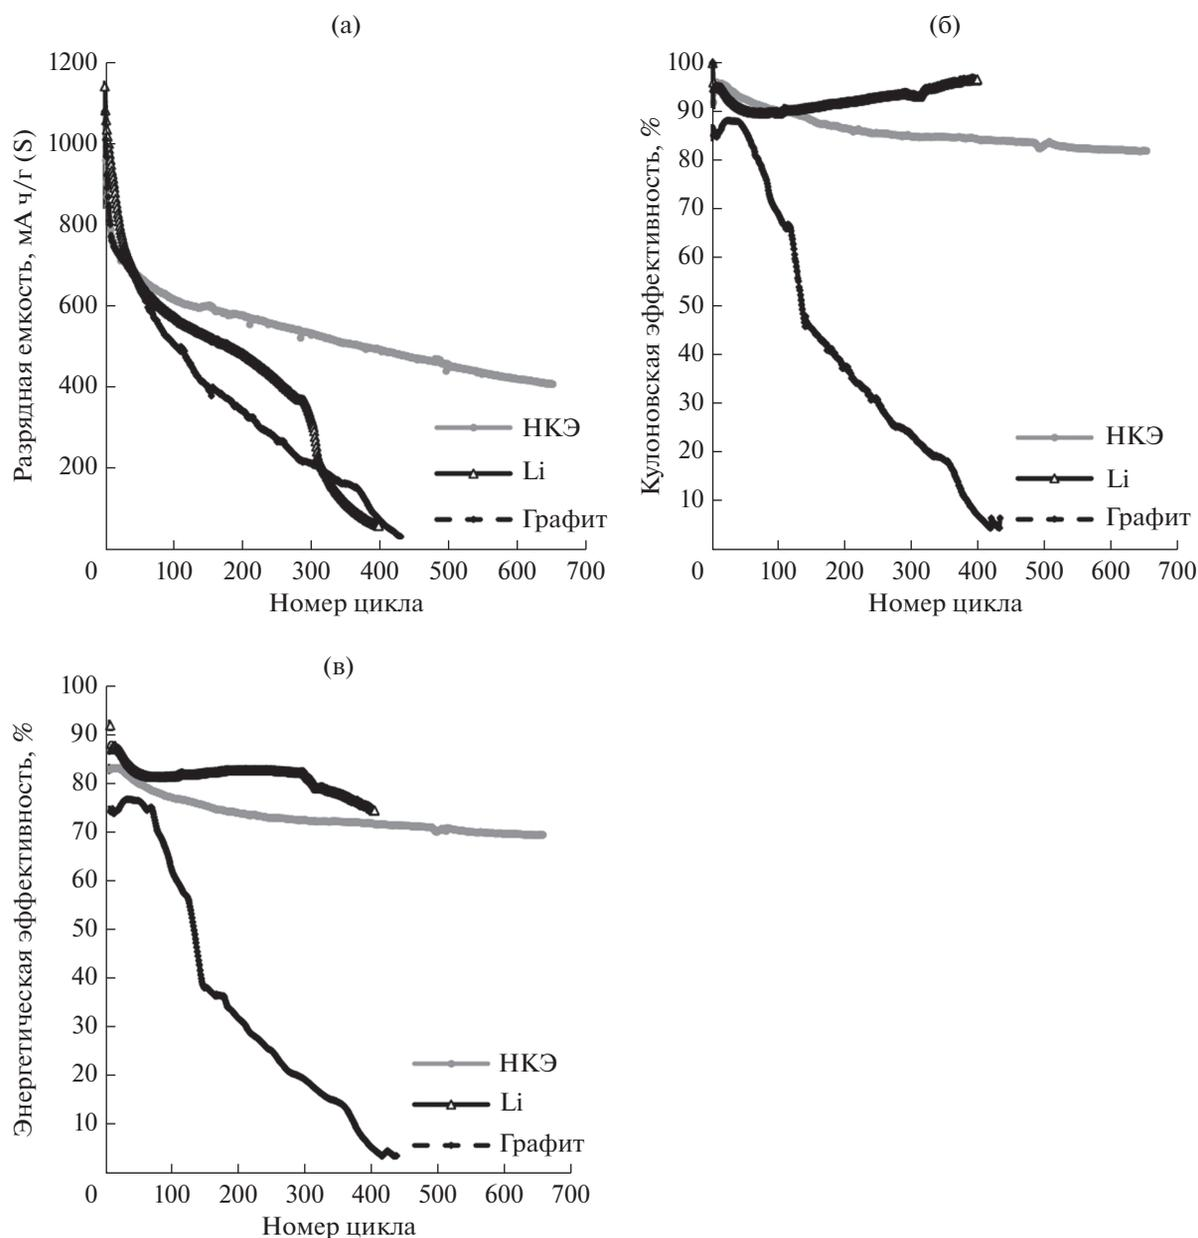 (а)
1200
1000
800
600
400
200
0 100 200 300 400 500 600 700
Разрядная емкость, мА ч/г (S)
Номер цикла
НКЭ
Li
Графит
(б)
100
90
80
70
60
50
40
30
20
10
0 100 200 300 400 500 600 700
Кулоновская эффективность, %
Номер цикла
НКЭ
Li
Графит
(в)
100
90
80
70
60
50
40
30
20
10
0 100 200 300 400 500 600 700
Энергетическая эффективность, %
Номер цикла
НКЭ
Li
Графит